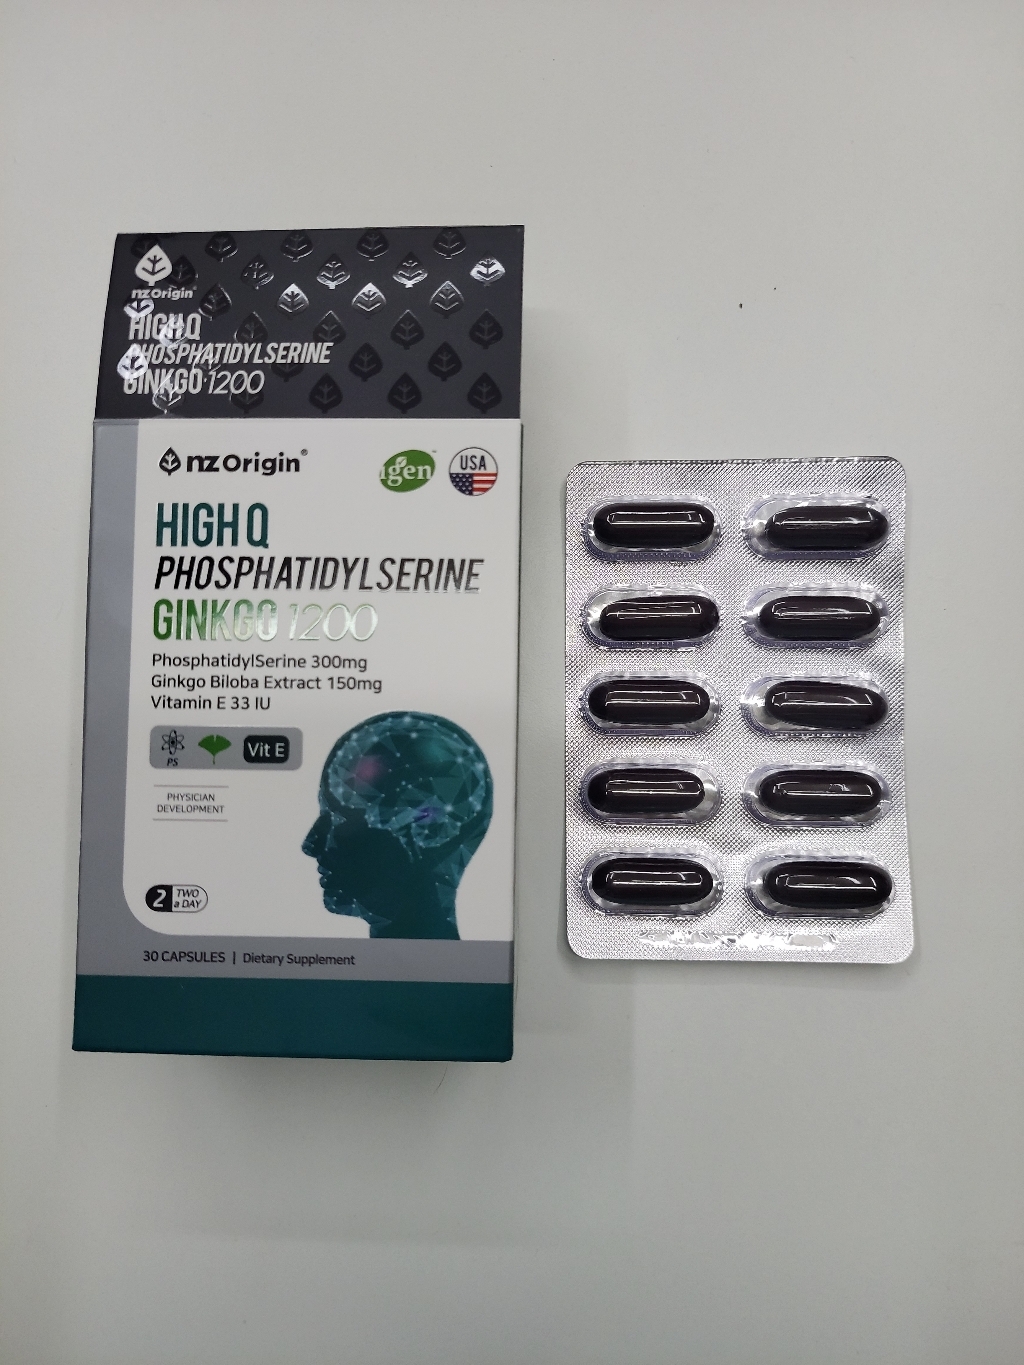 nzOrigin®
HIGH Q
PHOSPHATIDYLSERINE
GINKGO·1200
nzOrigin®
igen™
USA
HIGH Q
PHOSPHATIDYLSERINE
GINKGO 1200
PhosphatidylSerine 300mg
Ginkgo Biloba Extract 150mg
Vitamin E 33 IU
PS
Vit E
PHYSICIAN
DEVELOPMENT
2 TWO
a DAY
30 CAPSULES | Dietary Supplement